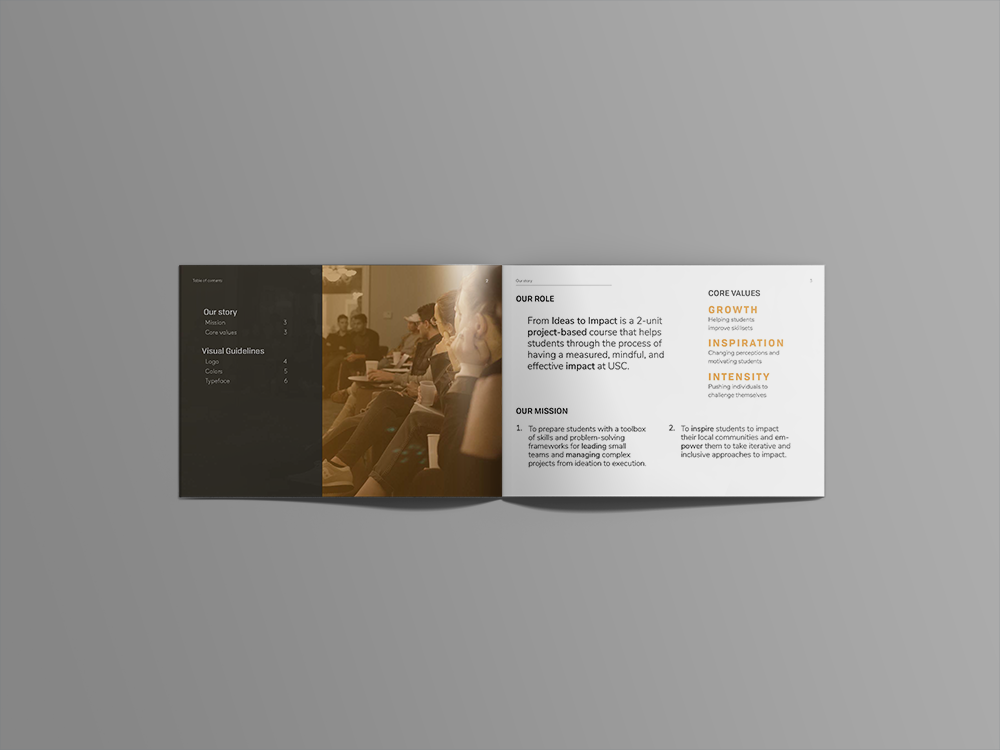 Table of contents
Our story
Mission 3
Core values 3
Visual Guidelines
Logo 4
Colors 5
Typeface 6
Our story
OUR ROLE
From Ideas to Impact is a 2-unit
project-based course that helps
students through the process of
having a measured, mindful, and
effective impact at USC.
OUR MISSION
1. To prepare students with a toolbox
of skills and problem-solving
frameworks for leading small
teams and managing complex
projects from ideation to execution.
2. To inspire students to impact
their local communities and em-
power them to take iterative and
inclusive approaches to impact.
CORE VALUES
GROWTH
Helping students
improve skillsets
INSPIRATION
Changing perceptions and
motivating students
INTENSITY
Pushing individuals to
challenge themselves